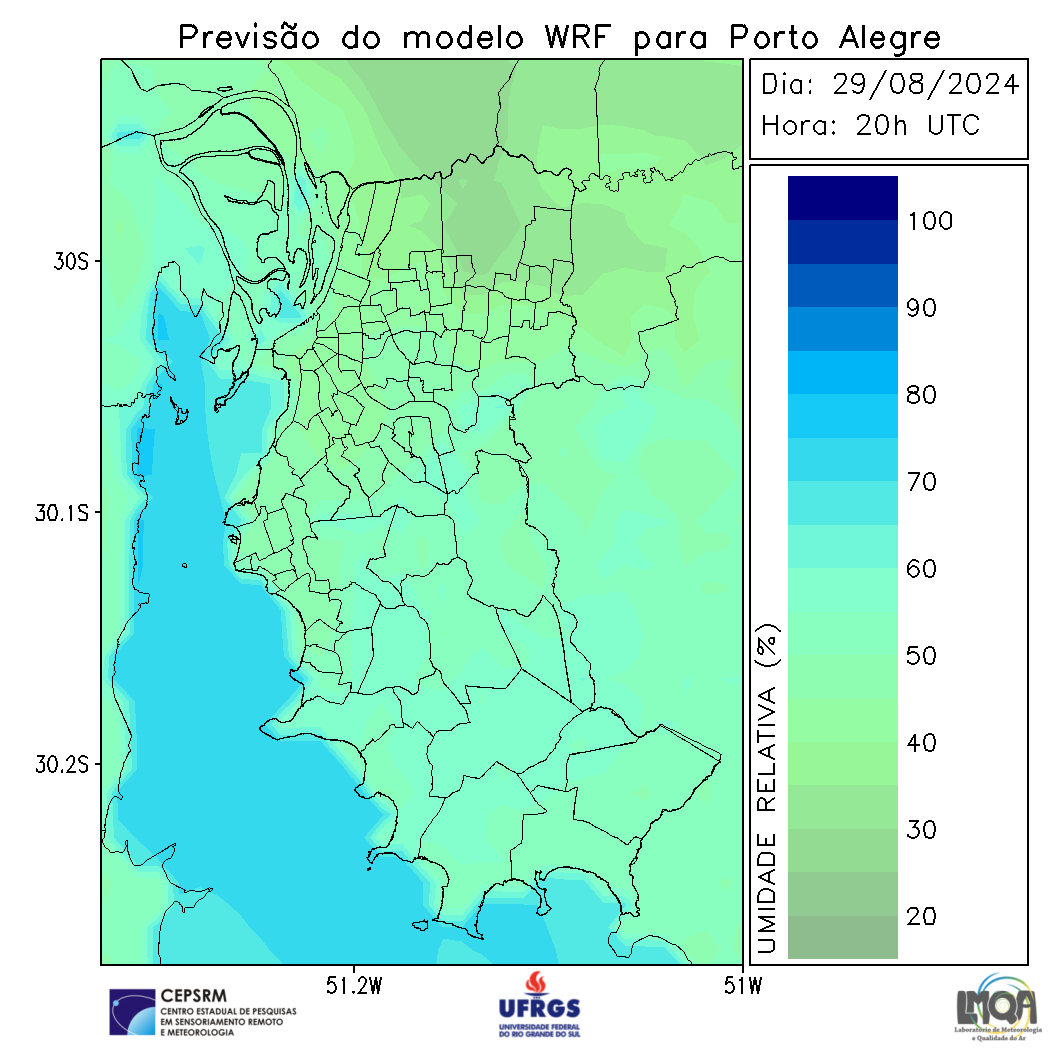 Previsão do modelo WRF para Porto Alegre
Dia: 29/08/2024
Hora: 20h UTC
100
90
80
70
60
50
40
30
20
UMIDADE RELATIVA (%)
30S
30.1S
30.2S
51.2W
51W
CEPSRM
CENTRO ESTADUAL DE PESQUISAS
EM SENSORIAMENTO REMOTO
E METEOROLOGIA
UFRGS
UNIVERSIDADE FEDERAL
DO RIO GRANDE DO SUL
LMQA
Laboratório de Meteorologia
e Qualidade do Ar